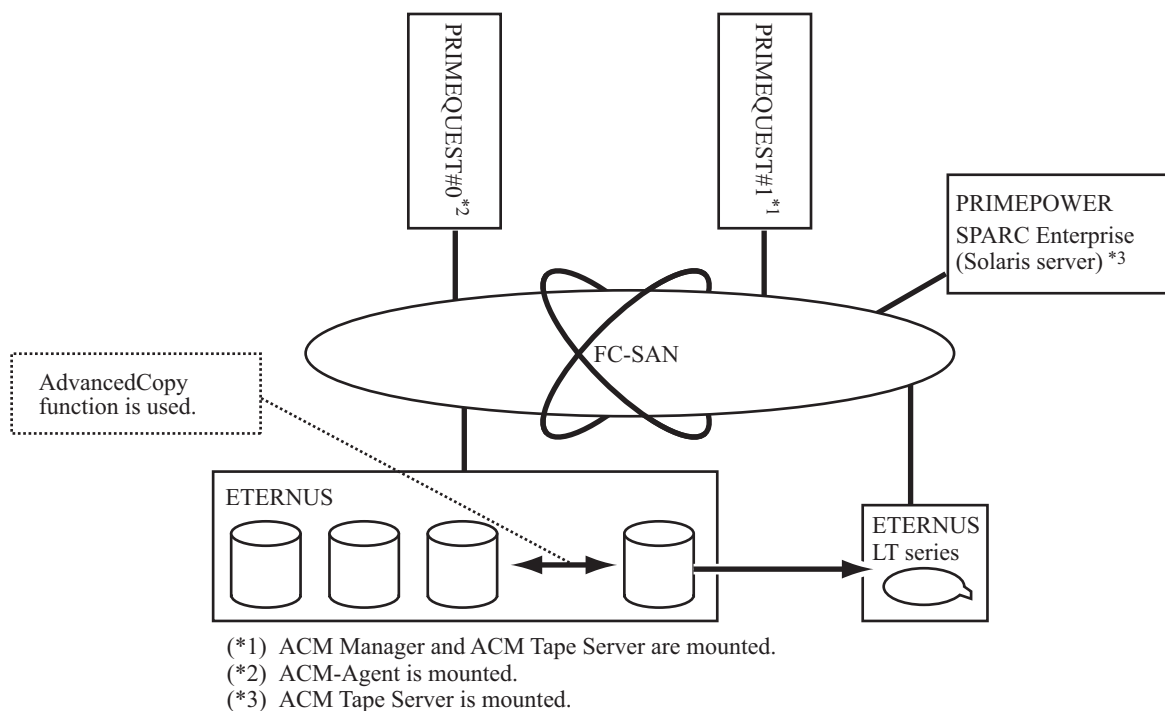 PRIMEQUEST#0*2
PRIMEQUEST#1*1
PRIMEPOWER
SPARC Enterprise
(Solaris server) *3
FC-SAN
AdvancedCopy
function is used.
ETERNUS
ETERNUS
LT series
(*1) ACM Manager and ACM Tape Server are mounted.
(*2) ACM-Agent is mounted.
(*3) ACM Tape Server is mounted.